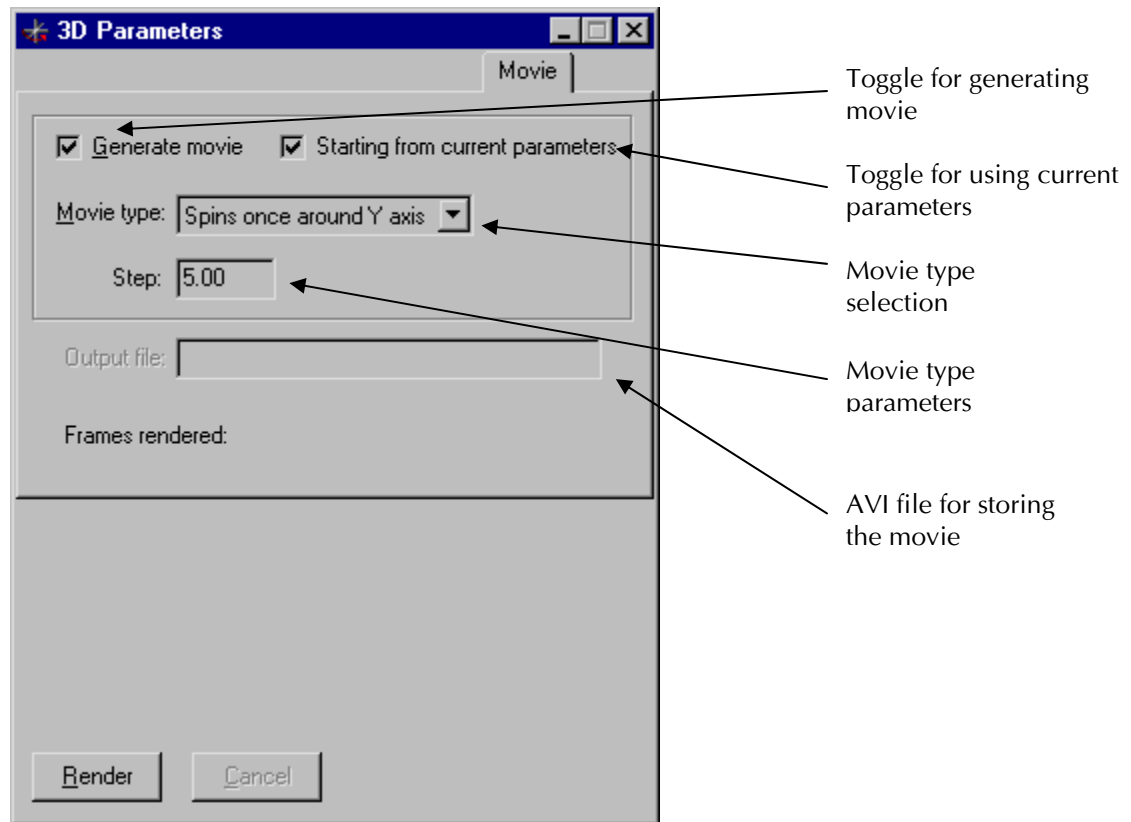 3D Parameters
Movie
Generate movie
Starting from current parameters
Movie type: Spins once around Y axis
Step: 5.00
Output file:
Frames rendered:
Render
Cancel
Toggle for generating
movie
Toggle for using current
parameters
Movie type
selection
Movie type
parameters
AVI file for storing
the movie